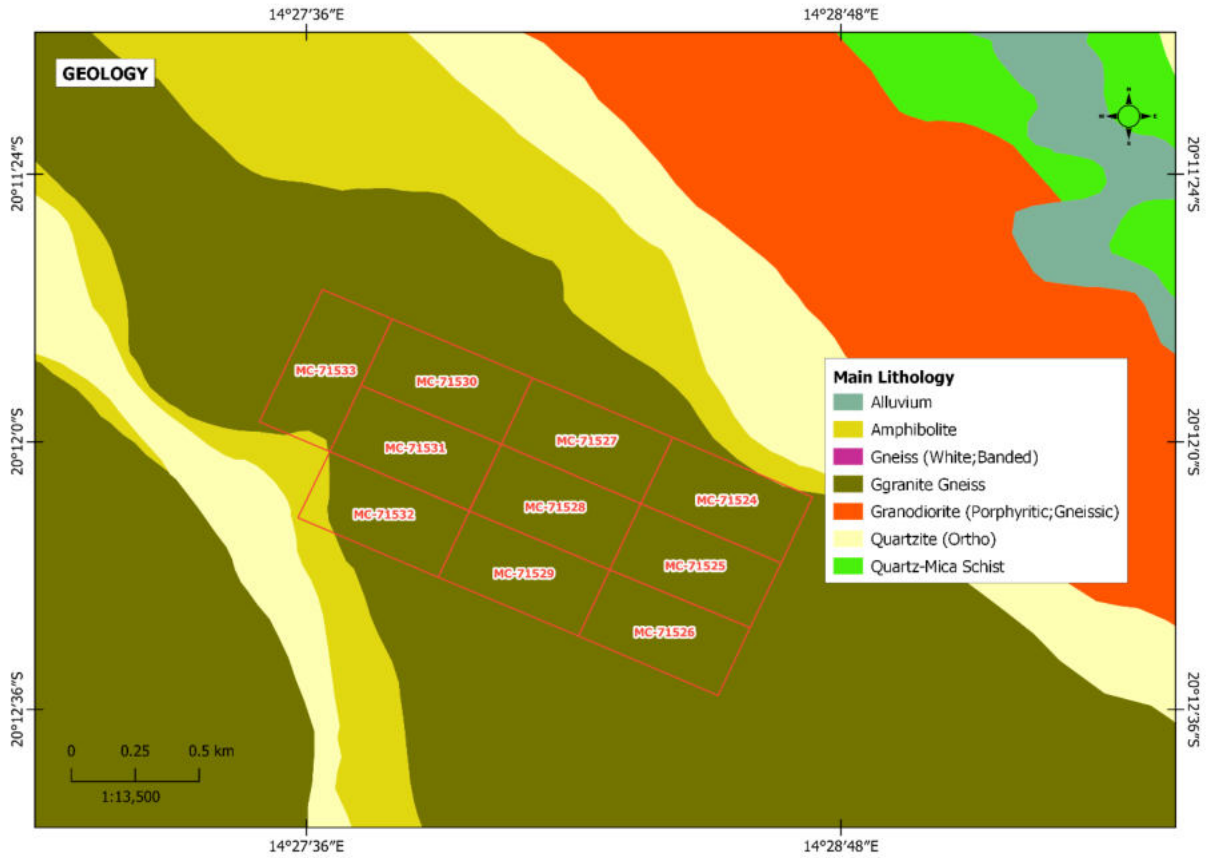 14°27'36"E
14°28'48"E
GEOLOGY
N
W
E
S
20°11'24"S
20°11'24"S
MC-71533
MC-71530
MC-71527
MC-71531
MC-71524
MC-71528
MC-71532
MC-71525
MC-71529
MC-71526
Main Lithology
Alluvium
Amphibolite
Gneiss (White;Banded)
Ggranite Gneiss
Granodiorite (Porphyritic;Gneissic)
Quartzite (Ortho)
Quartz-Mica Schist
20°12'0"S
20°12'0"S
20°12'36"S
20°12'36"S
0 0.25 0.5 km
1:13,500
14°27'36"E
14°28'48"E